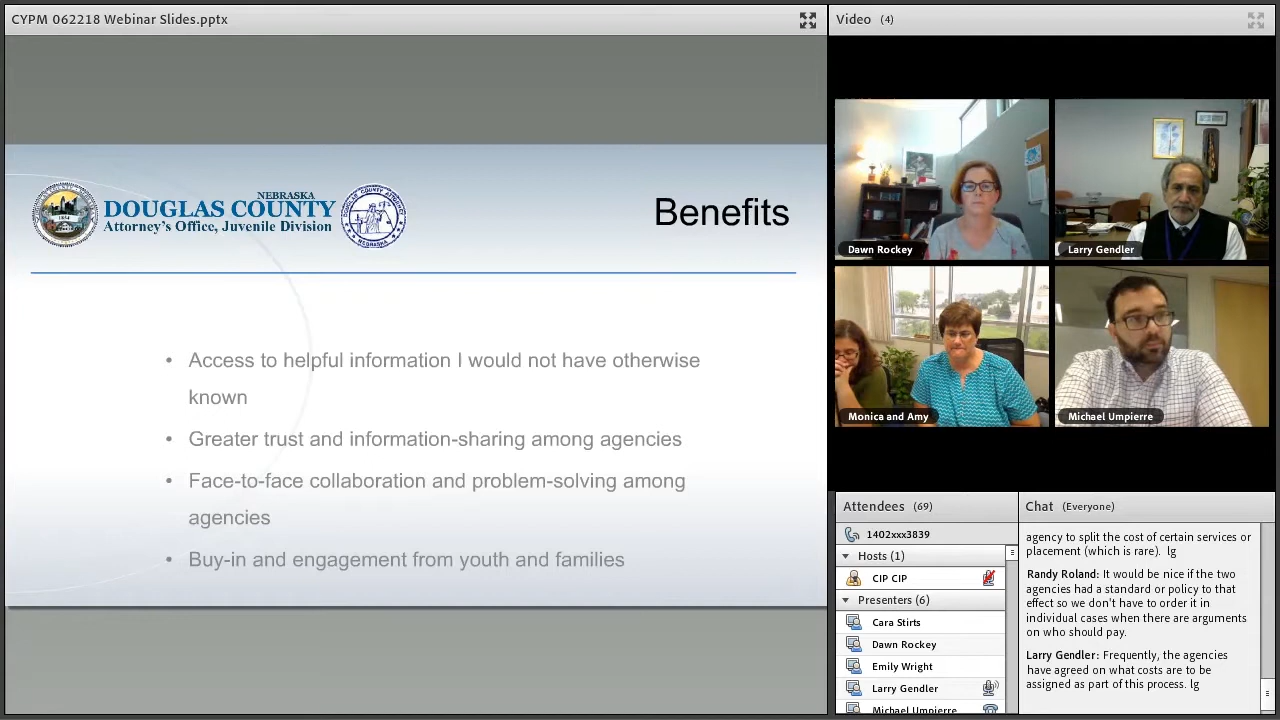 CYPM 062218 Webinar Slides.pptx
NEBRASKA
DOUGLAS COUNTY
Attorney's Office, Juvenile Division
Benefits
• Access to helpful information I would not have otherwise
known
• Greater trust and information-sharing among agencies
• Face-to-face collaboration and problem-solving among
agencies
• Buy-in and engagement from youth and families
Video (4)
Dawn Rockey
Larry Gendler
Monica and Amy
Michael Umpierre
Attendees (69)
1402xxx3839
Hosts (1)
CIP CIP
Presenters (6)
Cara Stirts
Dawn Rockey
Emily Wright
Larry Gendler
Michael Umpierre
Chat (Everyone)
agency to split the cost of certain services or
placement (which is rare). lg
Randy Roland: It would be nice if the two
agencies had a standard or policy to that
effect so we don't have to order it in
individual cases when there are arguments
on who should pay.
Larry Gendler: Frequently, the agencies
have agreed on what costs are to be
assigned as part of this process. lg